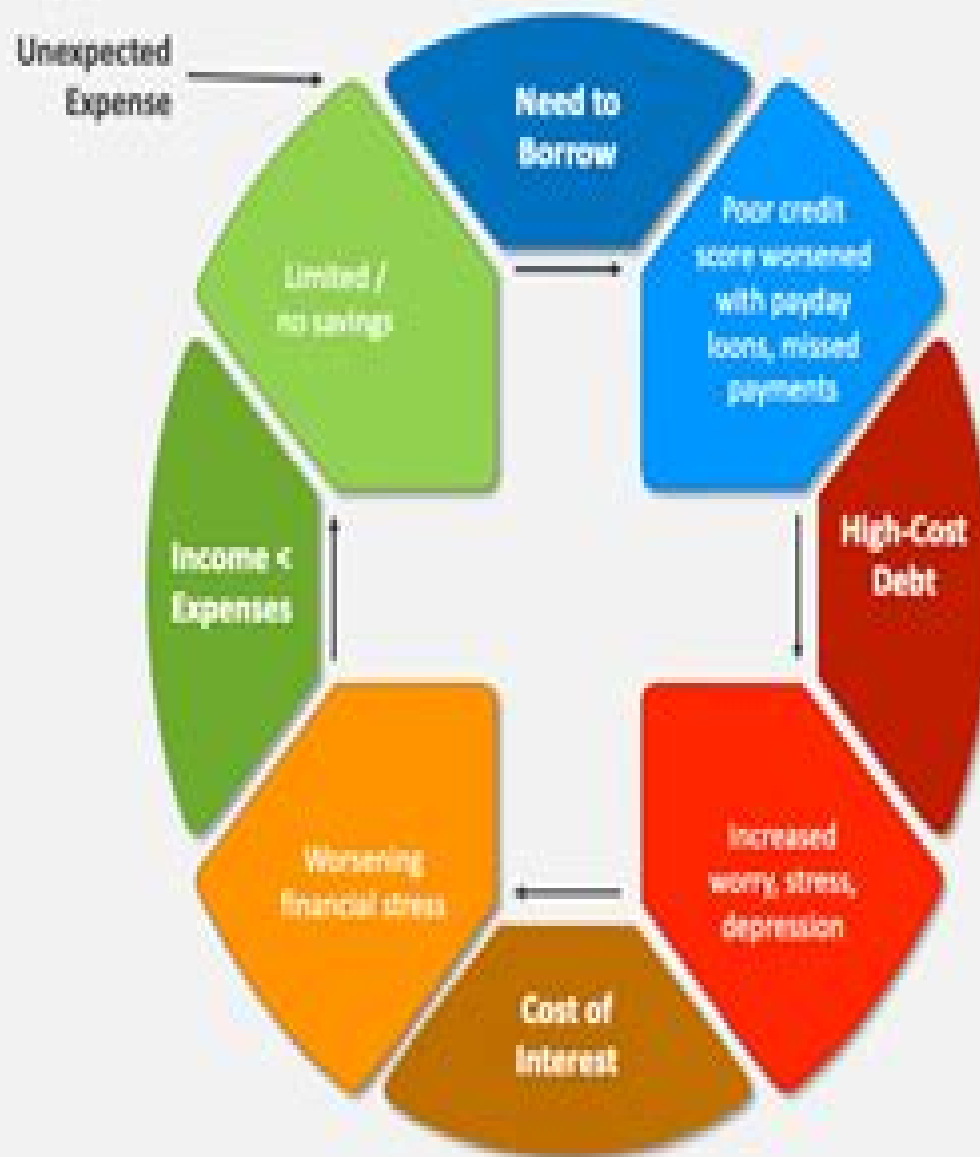 Unexpected
Expense
Need to
Borrow
Poor credit
score worsened
with payday
loons, missed
payments
High-Cost
Debt
Increased
worry, stress,
depression
Cost of
Interest
Worsening
financial stress
Income <
Expenses
Limited /
no savings